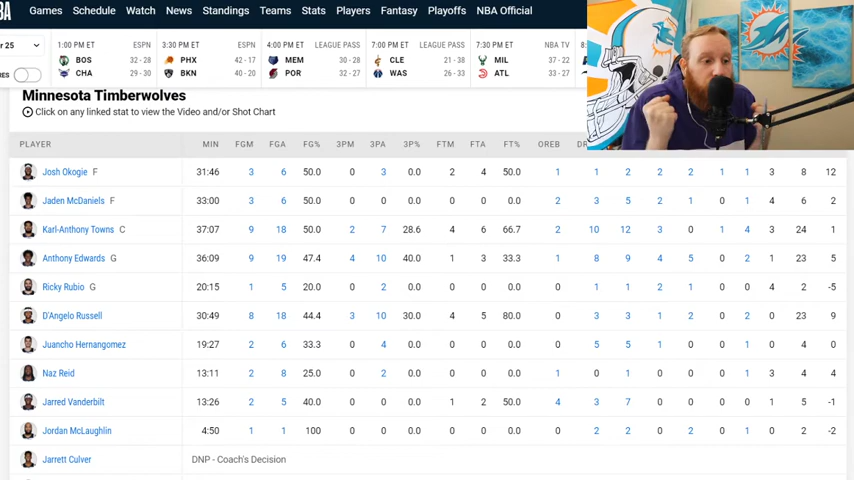 BA Games Schedule Watch News Standings Teams Stats Players Fantasy Playoffs NBA Official
r 25
RES
1:00 PM ET ESPN
BOS 32 - 28
CHA 29 - 30
3:30 PM ET ESPN
PHX 42 - 17
BKN 40 - 20
4:00 PM ET LEAGUE PASS
MEM 30 - 28
POR 32 - 27
7:00 PM ET LEAGUE PASS
CLE 21 - 38
WAS 26 - 33
7:30 PM ET NBA TV
MIL 37 - 22
ATL 33 - 27
Minnesota Timberwolves
Click on any linked stat to view the Video and/or Shot Chart
PLAYER MIN FGM FGA FG% 3PM 3PA 3P% FTM FTA FT% OREB DR
Josh Okogie F 31:46 3 6 50.0 0 3 0.0 2 4 50.0 1 1 2 2 2 1 1 3 8 12
Jaden McDaniels F 33:00 3 6 50.0 0 0 0.0 0 0 0.0 2 3 5 2 1 0 1 4 6 2
Karl-Anthony Towns C 37:07 9 18 50.0 2 7 28.6 4 6 66.7 2 10 12 3 0 1 4 3 24 1
Anthony Edwards G 36:09 9 19 47.4 4 10 40.0 1 3 33.3 1 8 9 4 5 0 2 1 23 5
Ricky Rubio G 20:15 1 5 20.0 0 2 0.0 0 0 0.0 0 1 1 2 1 0 0 4 2 -5
D'Angelo Russell 30:49 8 18 44.4 3 10 30.0 4 5 80.0 0 3 3 1 2 0 2 0 23 9
Juancho Hernangomez 19:27 2 6 33.3 0 4 0.0 0 0 0.0 0 5 5 1 0 0 1 0 4 0
Naz Reid 13:11 2 8 25.0 0 2 0.0 0 0 0.0 1 0 1 0 0 0 1 3 4 4
Jarred Vanderbilt 13:26 2 5 40.0 0 0 0.0 1 2 50.0 4 3 7 0 0 0 0 1 5 -1
Jordan McLaughlin 4:50 1 1 100 0 0 0.0 0 0 0.0 0 2 2 0 2 0 1 0 2 -2
Jarrett Culver DNP - Coach's Decision